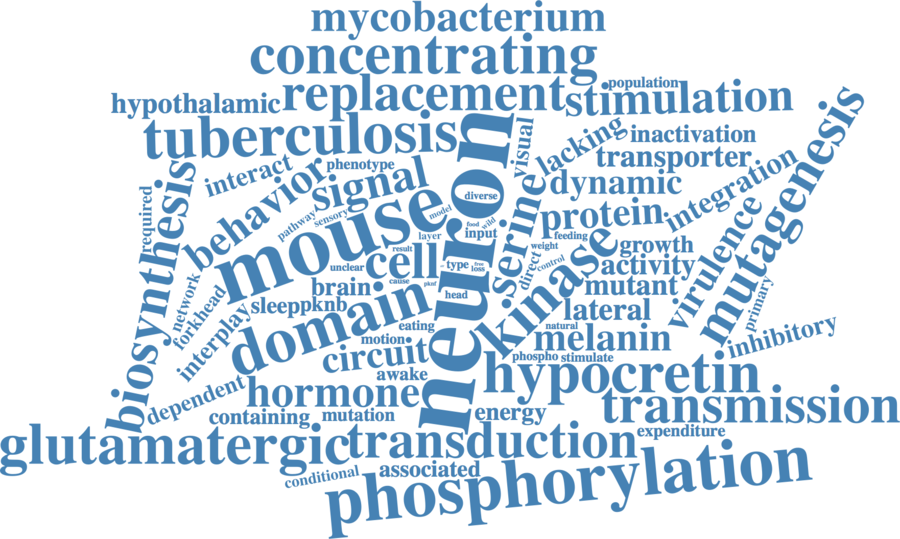 mycobacterium
concentrating
population
hypothalamic
replacement
stimulation
tuberculosis
visual
lacking
inactivation
interact
phenotype
transporter
behavior
signal
dynamic
integration
mutagenesis
required
biosynthesis
pathway
sensory
mouse
model
diverse
neuron
serine
protein
food
wild
layer
input
feeding
result
weight
kinase
growth
virulence
unclear
cell
type
free
loss
direct
control
activity
network
forkhead
brain
cause
pknf
mutant
sleep
pknb
domain
head
lateral
primary
interplay
eating
natural
motion
melanin
inhibitory
circuit
phospho
stimulate
awake
hypocretin
dependent
hormone
containing
mutation
energy
transmission
glutamatergic
transduction
expenditure
conditional
associated
phosphorylation